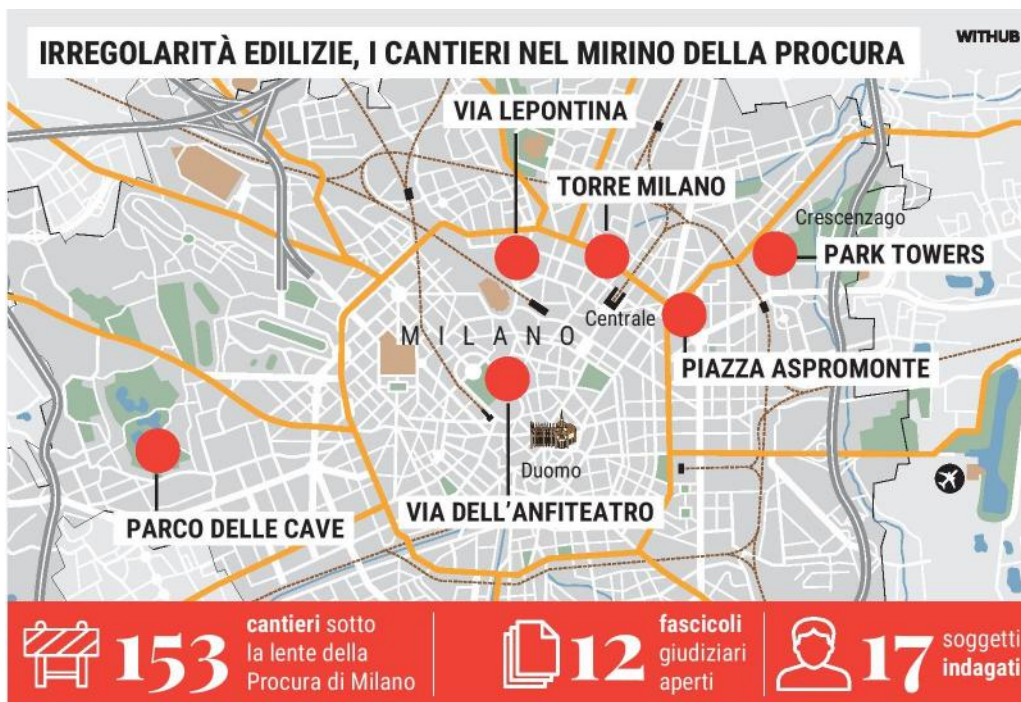 IRREGOLARITÀ EDILIZIE, I CANTIERI NEL MIRINO DELLA PROCURA
WITHUB
VIA LEPONTINA
TORRE MILANO
Crescenzago
PARK TOWERS
Centrale
MILANO
PIAZZA ASPROMONTE
Duomo
VIA DELL'ANFITEATRO
PARCO DELLE CAVE
153
cantieri sotto
la lente della
Procura di Milano
12
fascicoli
giudiziari
aperti
17
soggetti
indagati